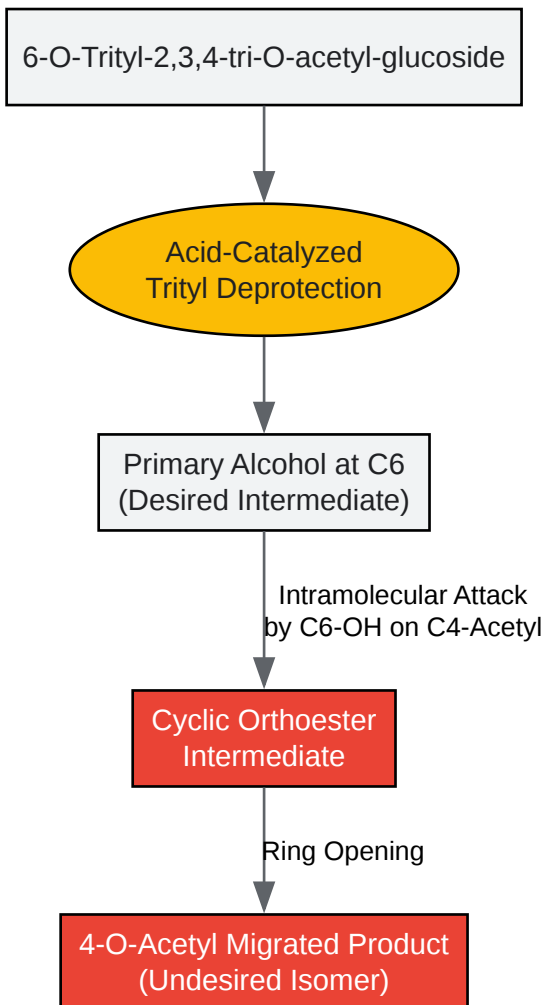 6-O-Trityl-2,3,4-tri-O-acetyl-glucoside
Acid-Catalyzed
Trityl Deprotection
Primary Alcohol at C6
(Desired Intermediate)
Intramolecular Attack
by C6-OH on C4-Acetyl
Cyclic Orthoester
Intermediate
Ring Opening
4-O-Acetyl Migrated Product
(Undesired Isomer)